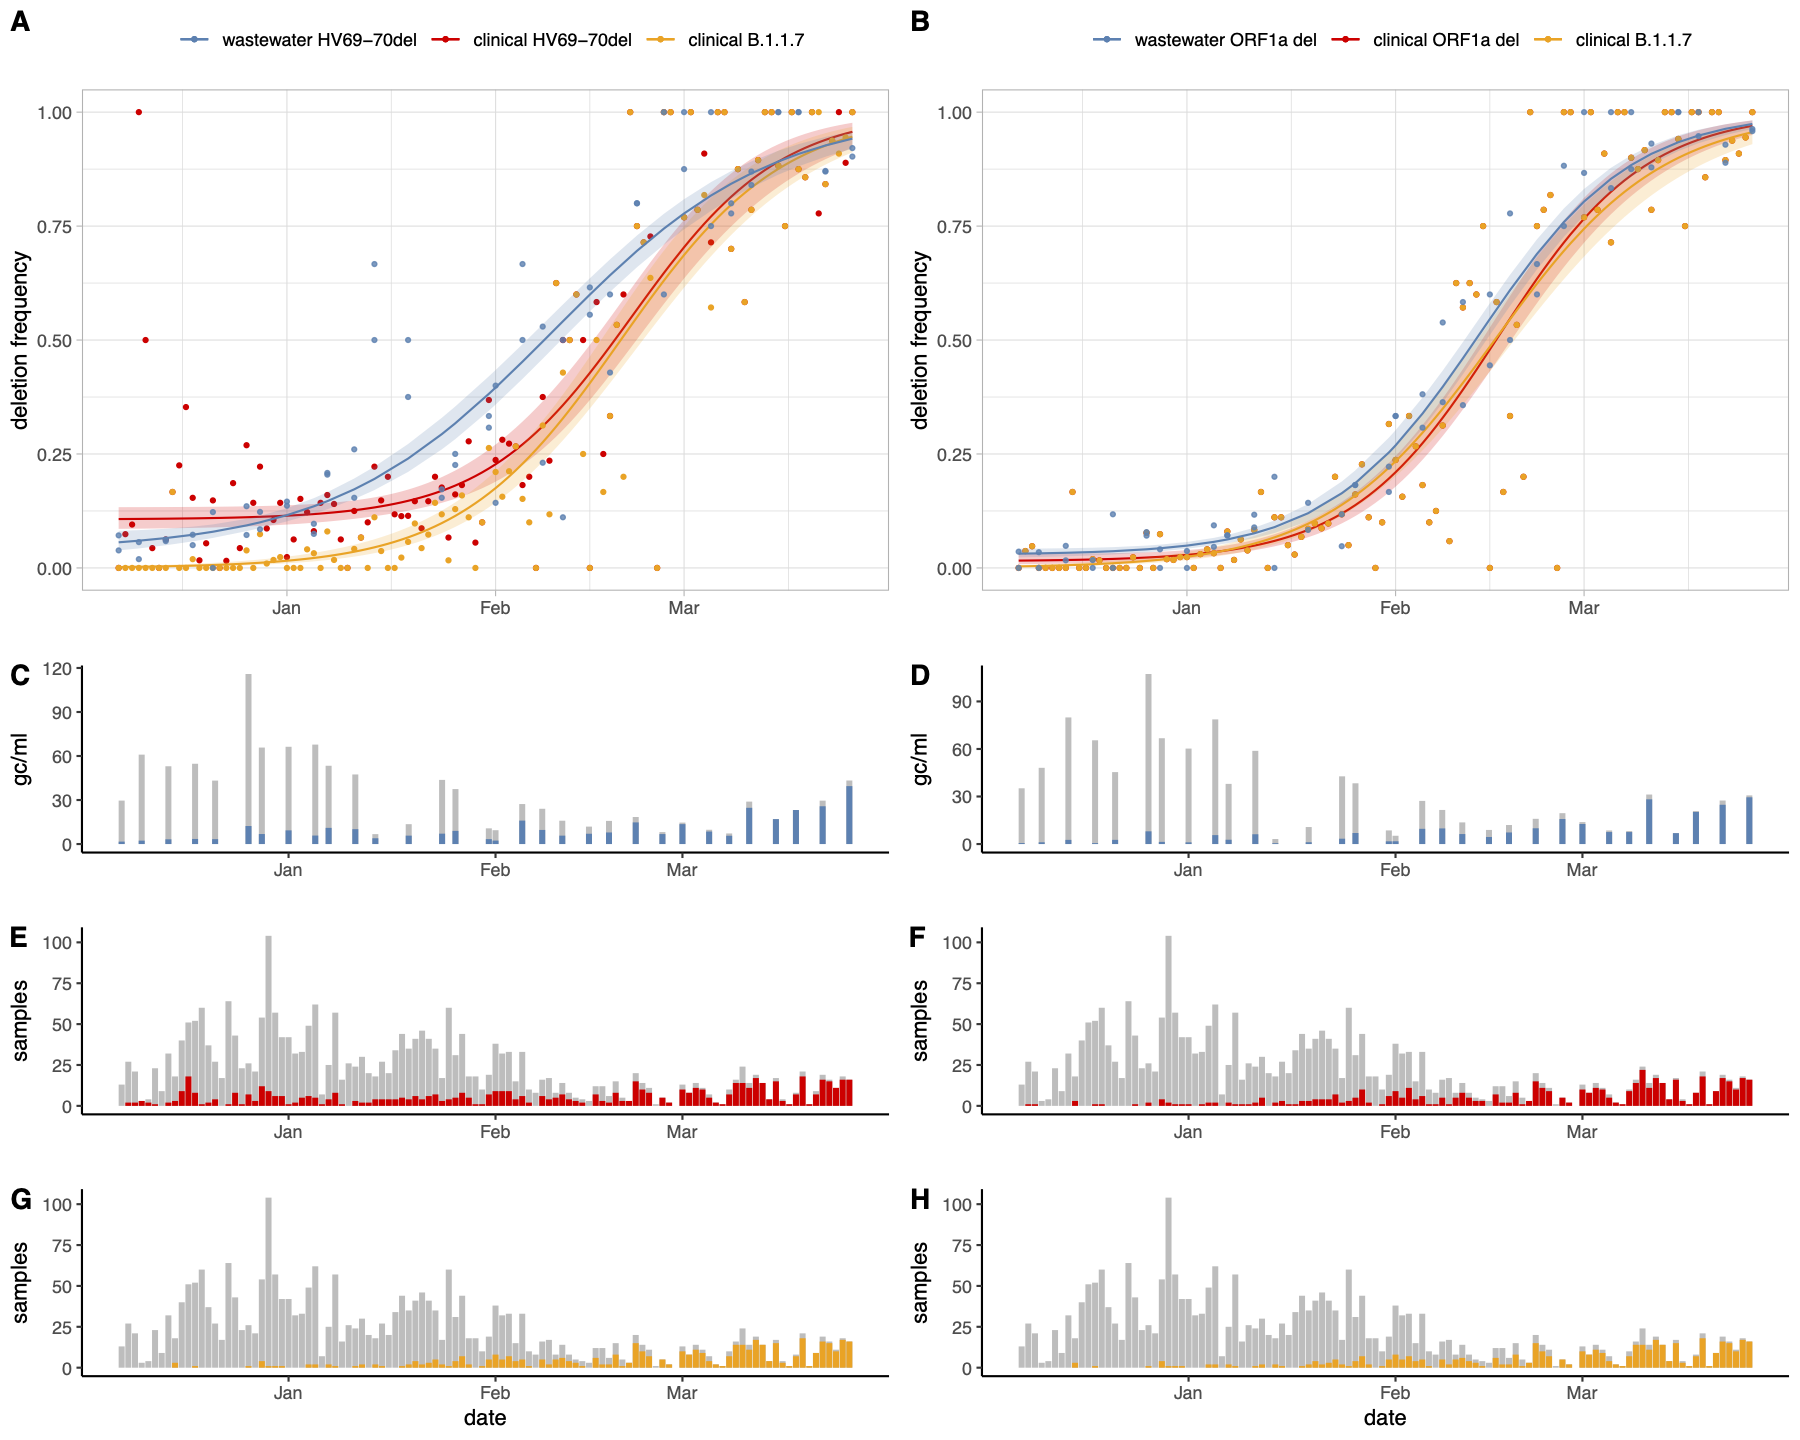 A
wastewater HV69−70del clinical HV69−70del clinical B.1.1.7
deletion frequency
1.00
0.75
0.50
0.25
0.00
Jan Feb Mar
B
wastewater ORF1a del clinical ORF1a del clinical B.1.1.7
deletion frequency
1.00
0.75
0.50
0.25
0.00
Jan Feb Mar
C
gc/ml
120
90
60
30
0
Jan Feb Mar
D
gc/ml
90
60
30
0
Jan Feb Mar
E
samples
100
75
50
25
0
Jan Feb Mar
F
samples
100
75
50
25
0
Jan Feb Mar
G
samples
100
75
50
25
0
Jan Feb Mar
date
H
samples
100
75
50
25
0
Jan Feb Mar
date